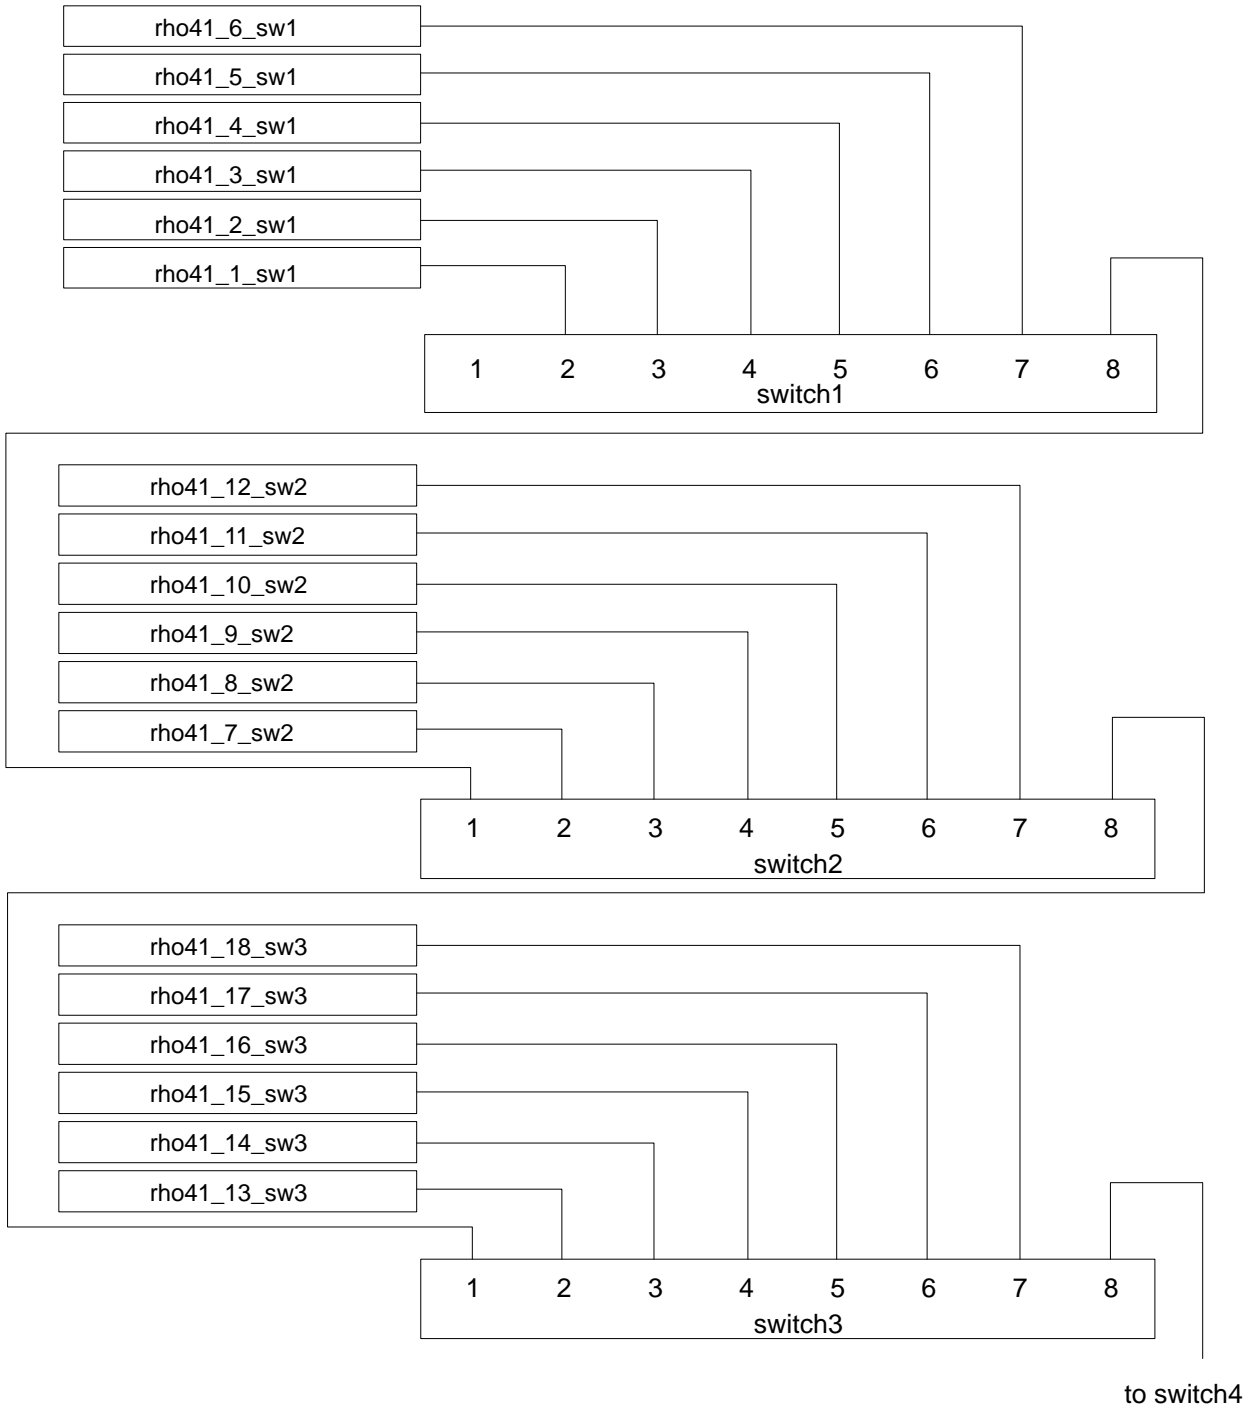 rho41_6_sw1
rho41_5_sw1
rho41_4_sw1
rho41_3_sw1
rho41_2_sw1
rho41_1_sw1
1 2 3 4 5 6 7 8
switch1
rho41_12_sw2
rho41_11_sw2
rho41_10_sw2
rho41_9_sw2
rho41_8_sw2
rho41_7_sw2
1 2 3 4 5 6 7 8
switch2
rho41_18_sw3
rho41_17_sw3
rho41_16_sw3
rho41_15_sw3
rho41_14_sw3
rho41_13_sw3
1 2 3 4 5 6 7 8
switch3
to switch4